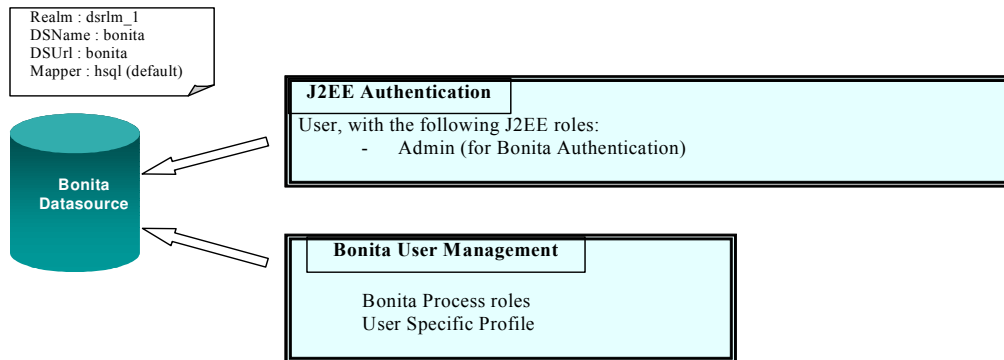 Realm : dsrlm_1
DSName : bonita
DSUrl : bonita
Mapper : hsql (default)
J2EE Authentication
User, with the following J2EE roles:
- Admin (for Bonita Authentication)
Bonita
Datasource
Bonita User Management
Bonita Process roles
User Specific Profile